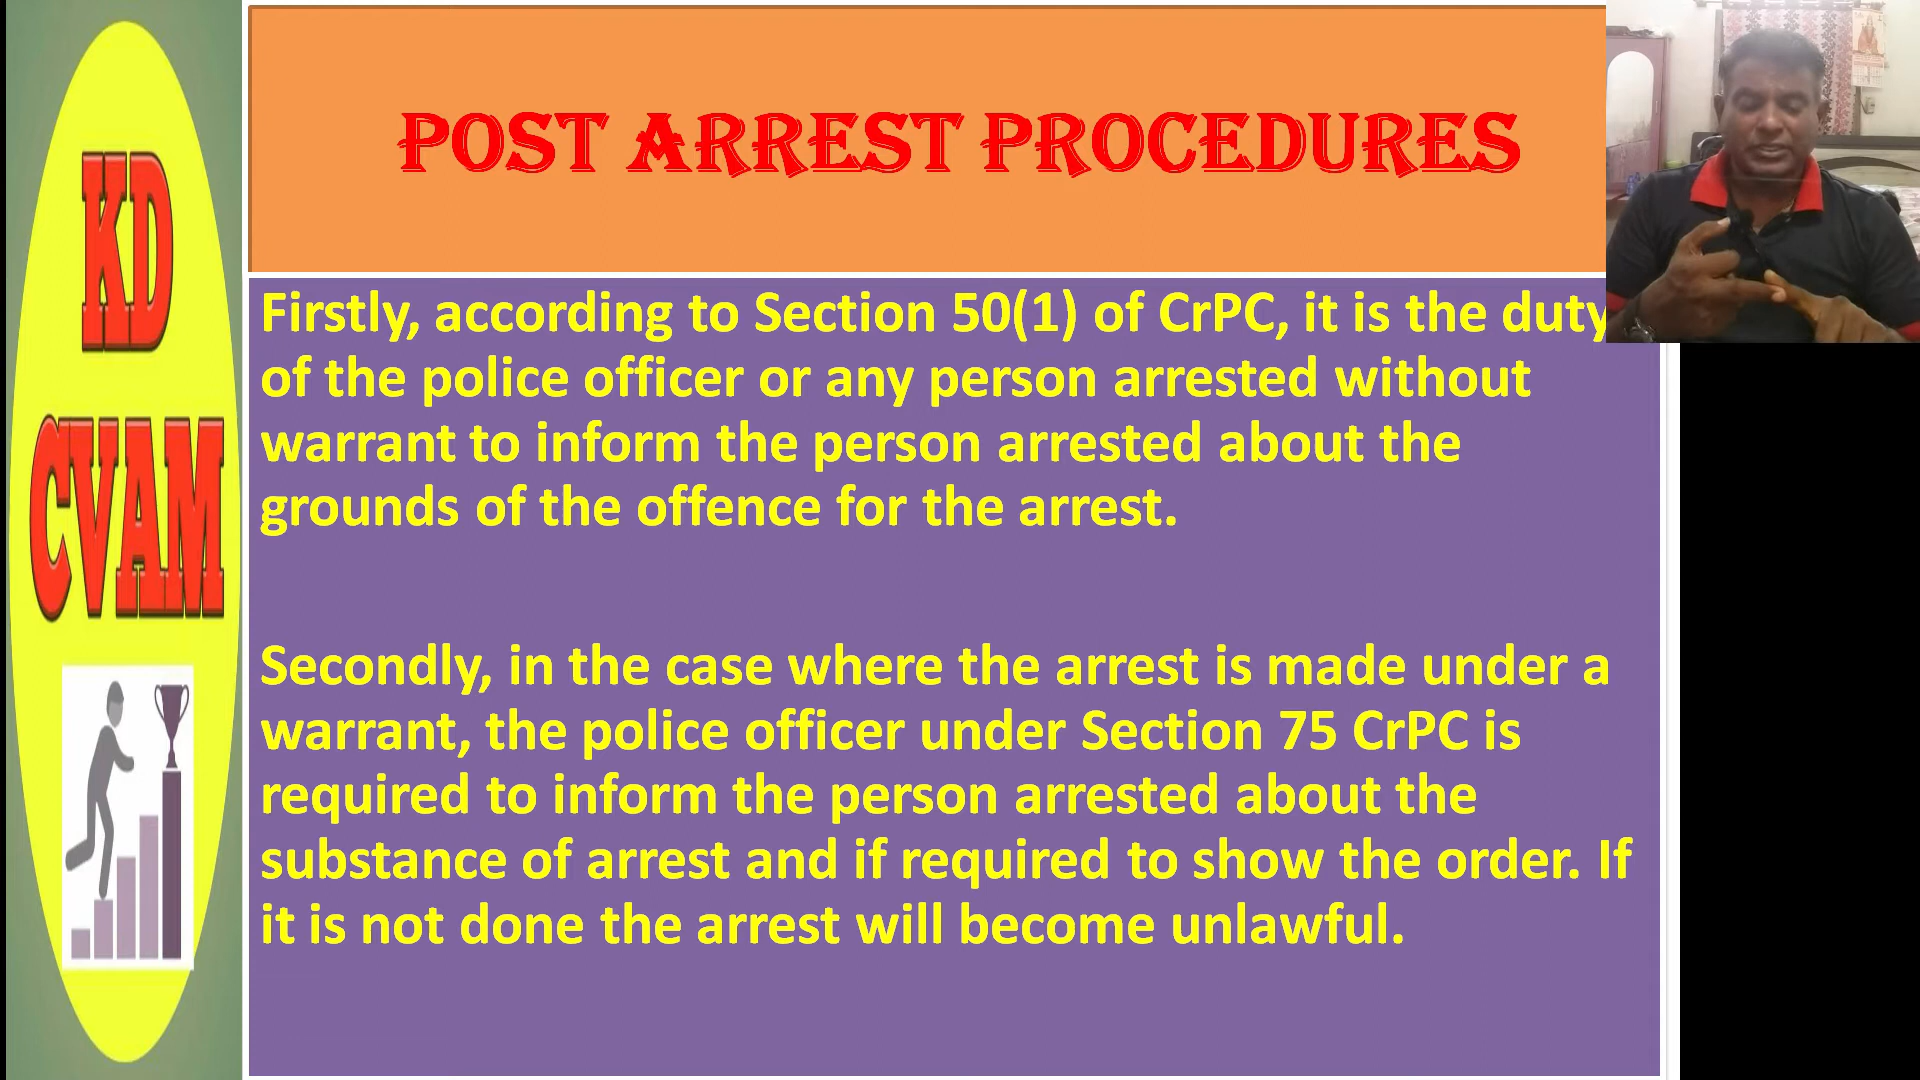 KD
CVAM
POST ARREST PROCEDURES
Firstly, according to Section 50(1) of CrPC, it is the duty
of the police officer or any person arrested without
warrant to inform the person arrested about the
grounds of the offence for the arrest.
Secondly, in the case where the arrest is made under a
warrant, the police officer under Section 75 CrPC is
required to inform the person arrested about the
substance of arrest and if required to show the order. If
it is not done the arrest will become unlawful.